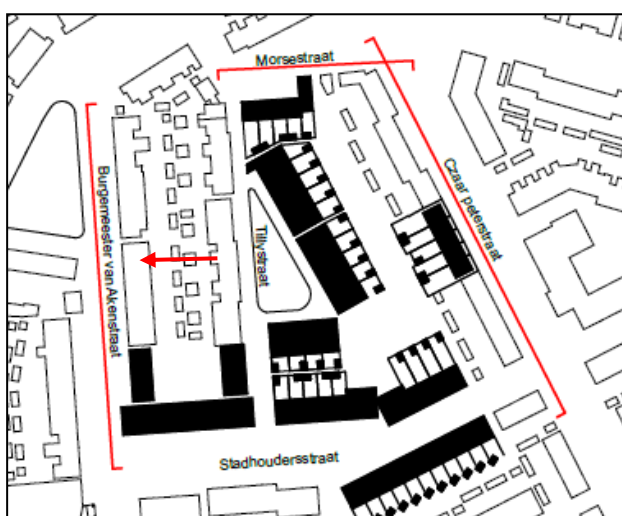 Morsestraat
Burgemeester van Akenstraat
Tillystraat
Czaar peterstraat
Stadhoudersstraat